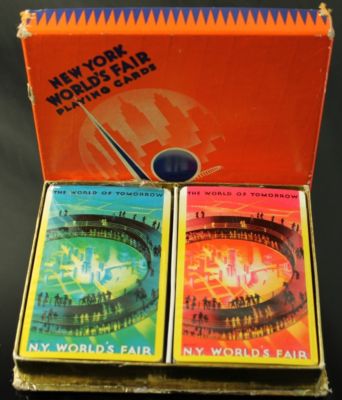 NEW YORK
WORLD'S FAIR
PLAYING CARDS
THE WORLD OF TOMORROW
N.Y. WORLD'S FAIR
THE WORLD OF TOMORROW
N.Y. WORLD'S FAIR